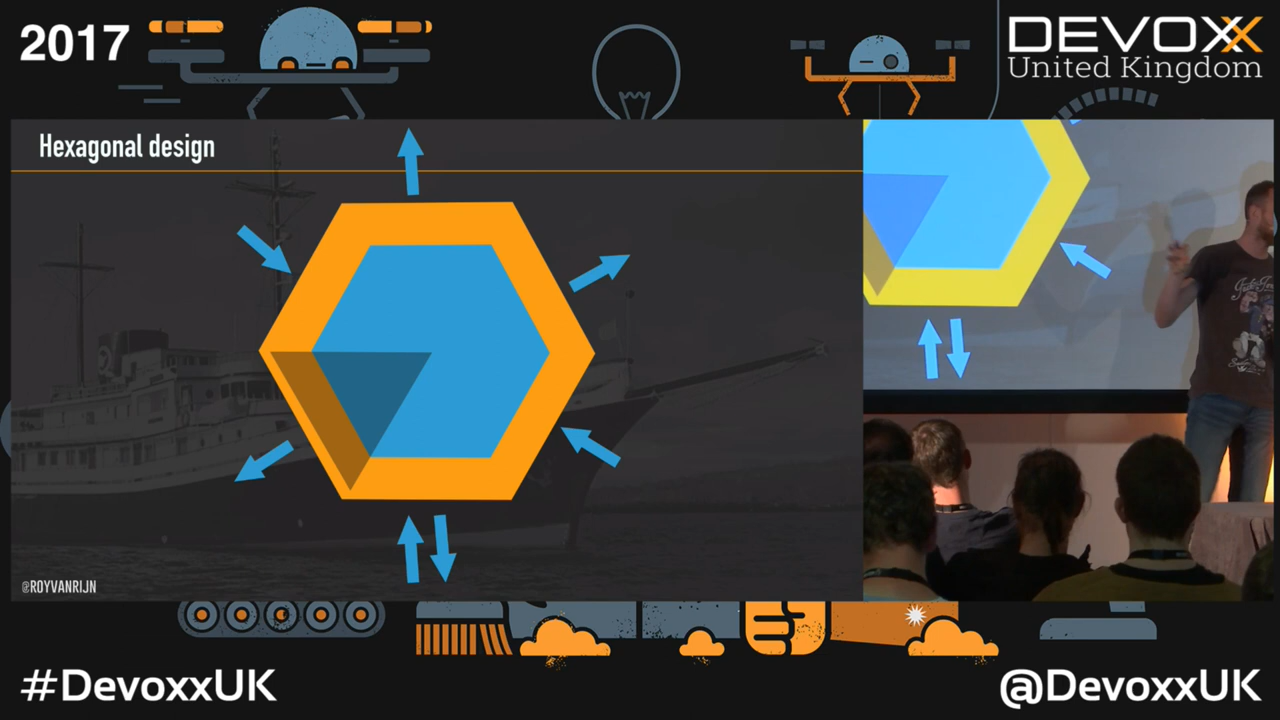 2017
DEVOXX
United Kingdom
Hexagonal design
@ROYVANRIJN
#DevoxxUK
@DevoxxUK